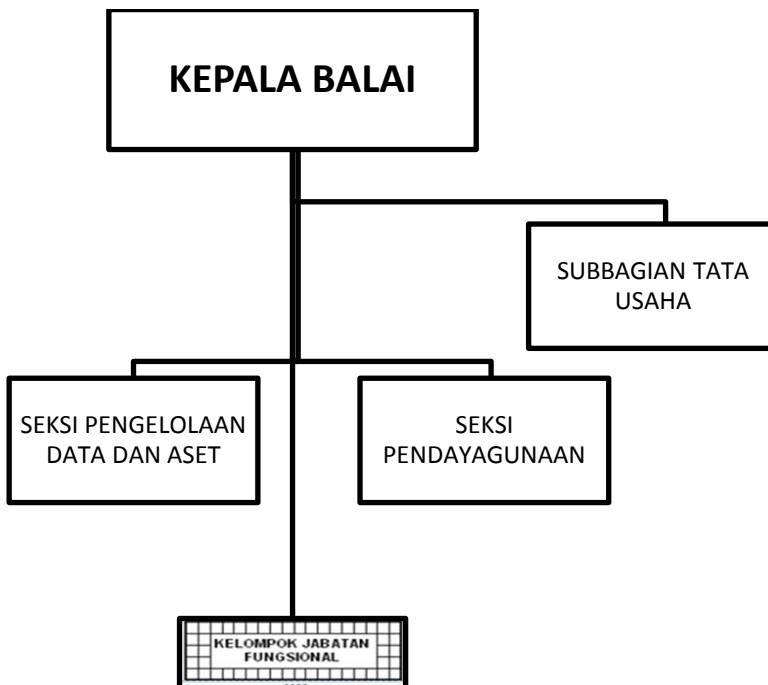 KEPALA BALAI
SUBBAGIAN TATA
USAHA
SEKSI PENGELOLAAN
DATA DAN ASET
SEKSI
PENDAYAGUNAAN
KELOMPOK JABATAN
FUNGSIONAL